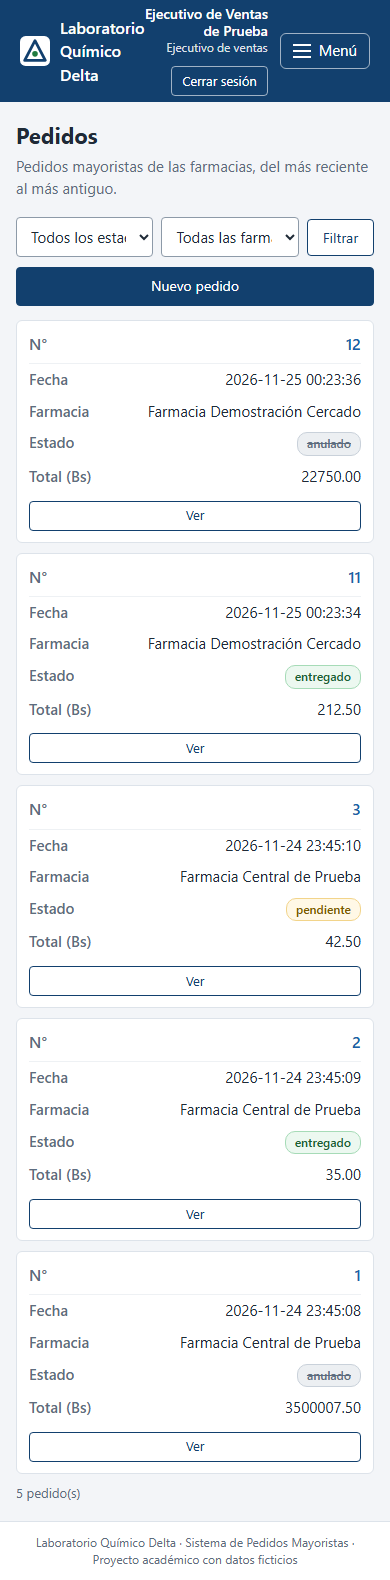 Laboratorio
Químico
Delta
Ejecutivo de Ventas
de Prueba
Ejecutivo de ventas
Cerrar sesión
Menú
Pedidos
Pedidos mayoristas de las farmacias, del más reciente
al más antiguo.
Todos los estad
Todas las farm
Filtrar
Nuevo pedido
N° 12
Fecha 2026-11-25 00:23:36
Farmacia Farmacia Demostración Cercado
Estado anulado
Total (Bs) 22750.00
Ver
N° 11
Fecha 2026-11-25 00:23:34
Farmacia Farmacia Demostración Cercado
Estado entregado
Total (Bs) 212.50
Ver
N° 3
Fecha 2026-11-24 23:45:10
Farmacia Farmacia Central de Prueba
Estado pendiente
Total (Bs) 42.50
Ver
N° 2
Fecha 2026-11-24 23:45:09
Farmacia Farmacia Central de Prueba
Estado entregado
Total (Bs) 35.00
Ver
N° 1
Fecha 2026-11-24 23:45:08
Farmacia Farmacia Central de Prueba
Estado anulado
Total (Bs) 3500007.50
Ver
5 pedido(s)
Laboratorio Químico Delta · Sistema de Pedidos Mayoristas ·
Proyecto académico con datos ficticios